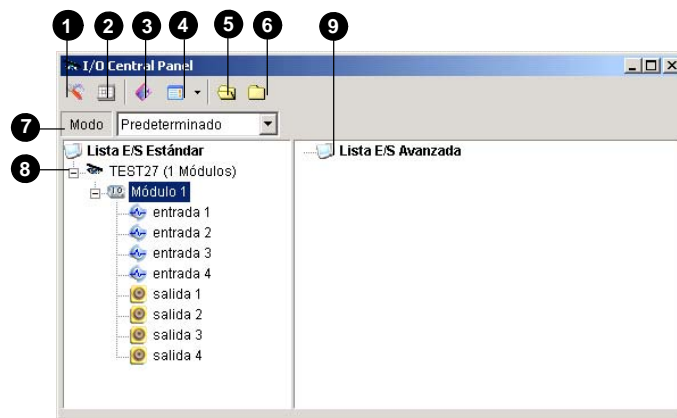 1 2 3 4 5 6 9
I/O Central Panel
7 Modo Predeterminado
Lista E/S Estándar
Lista E/S Avanzada
8 TEST27 (1 Módulos)
Módulo 1
entrada 1
entrada 2
entrada 3
entrada 4
salida 1
salida 2
salida 3
salida 4